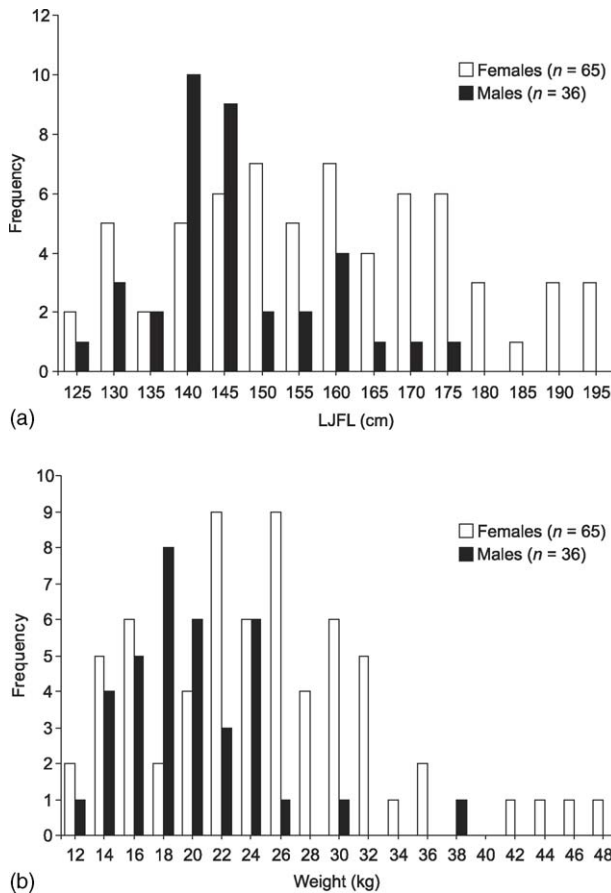 12
10
8
6
4
2
0
Frequency
Females (n = 65)
Males (n = 36)
125 130 135 140 145 150 155 160 165 170 175 180 185 190 195
LJFL (cm)
(a)
10
9
8
7
6
5
4
3
2
1
0
Frequency
Females (n = 65)
Males (n = 36)
12 14 16 18 20 22 24 26 28 30 32 34 36 38 40 42 44 46 48
Weight (kg)
(b)